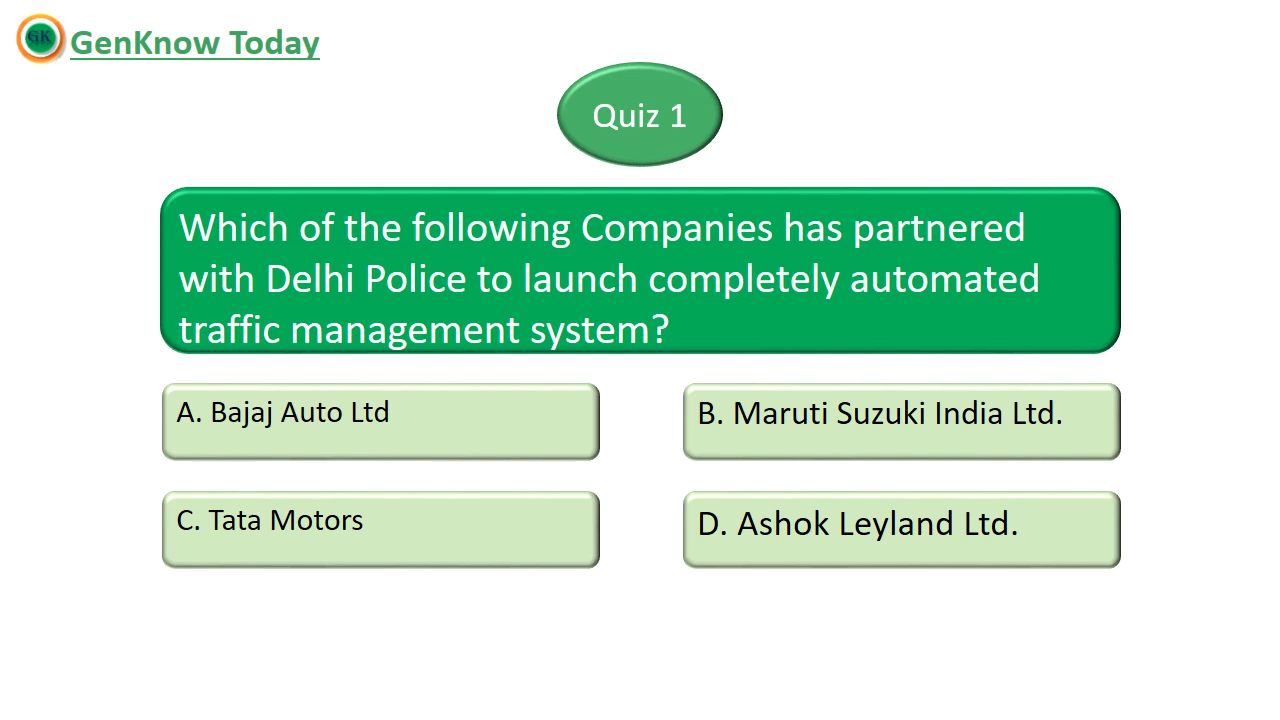 GK
GenKnow Today
Quiz 1
Which of the following Companies has partnered
with Delhi Police to launch completely automated
traffic management system?
A. Bajaj Auto Ltd
B. Maruti Suzuki India Ltd.
C. Tata Motors
D. Ashok Leyland Ltd.